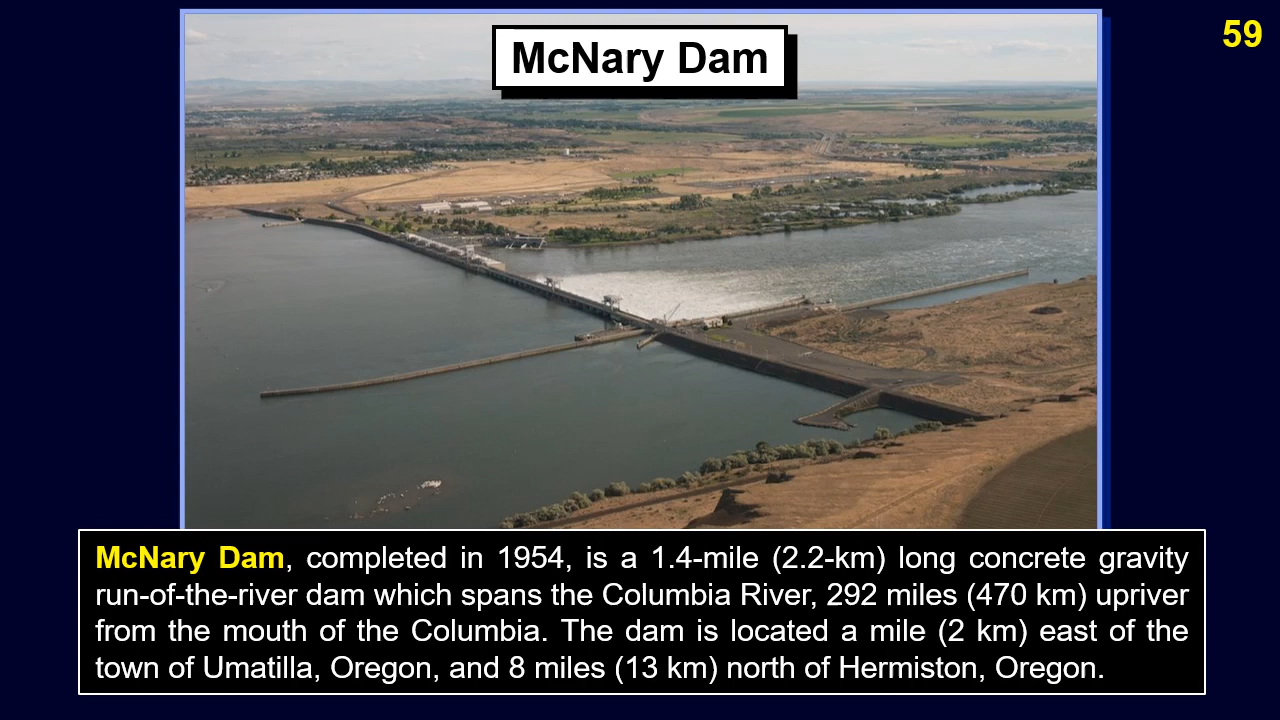 59
McNary Dam
McNary Dam, completed in 1954, is a 1.4-mile (2.2-km) long concrete gravity
run-of-the-river dam which spans the Columbia River, 292 miles (470 km) upriver
from the mouth of the Columbia. The dam is located a mile (2 km) east of the
town of Umatilla, Oregon, and 8 miles (13 km) north of Hermiston, Oregon.